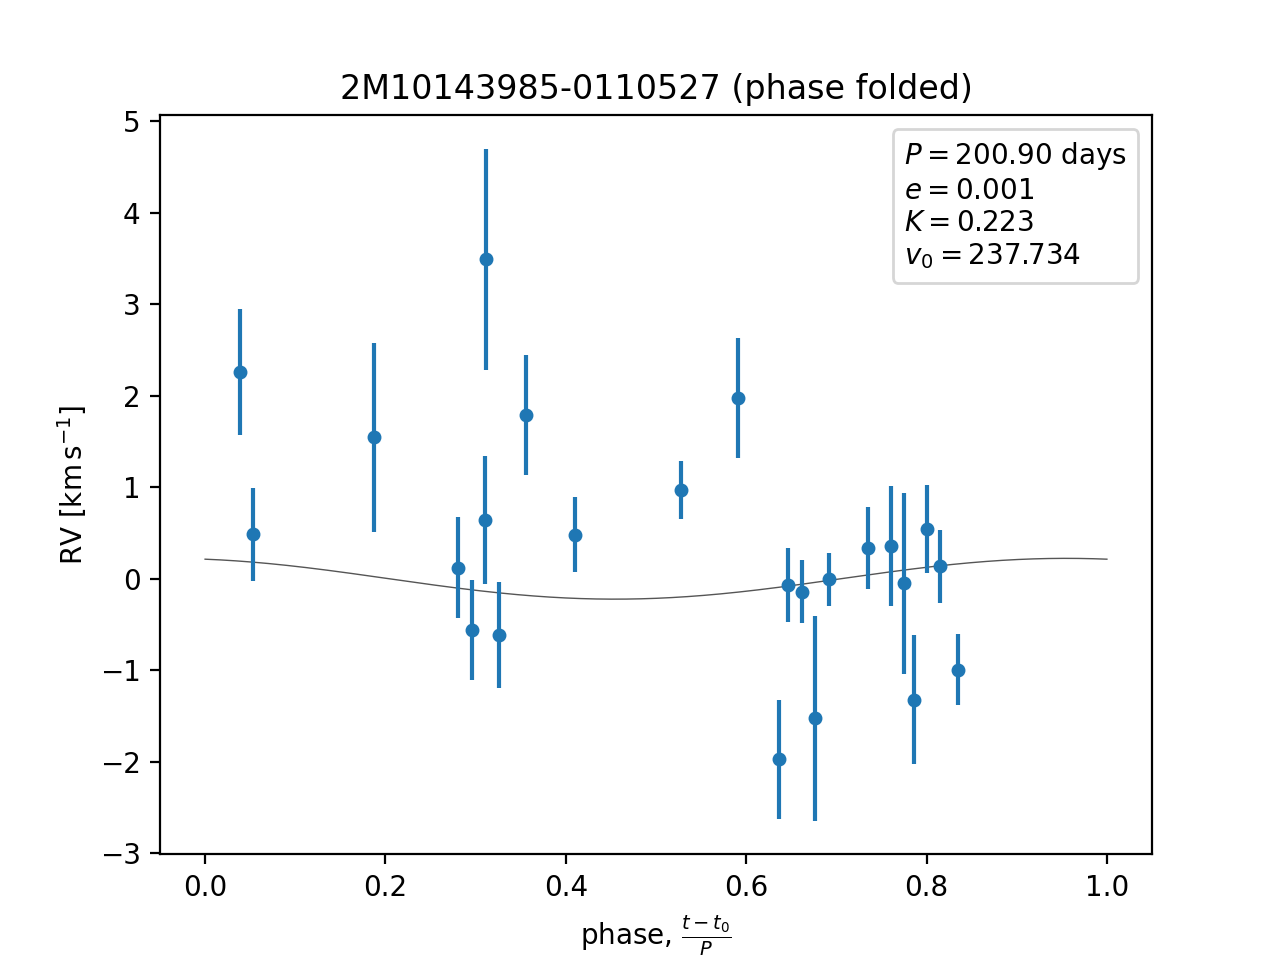 2M10143985-0110527 (phase folded)
P = 200.90 days
e = 0.001
K = 0.223
v₀ = 237.734
5
4
3
2
1
0
−1
−2
−3
RV [km s⁻¹]
0.0 0.2 0.4 0.6 0.8 1.0
phase, (t − t₀)/P